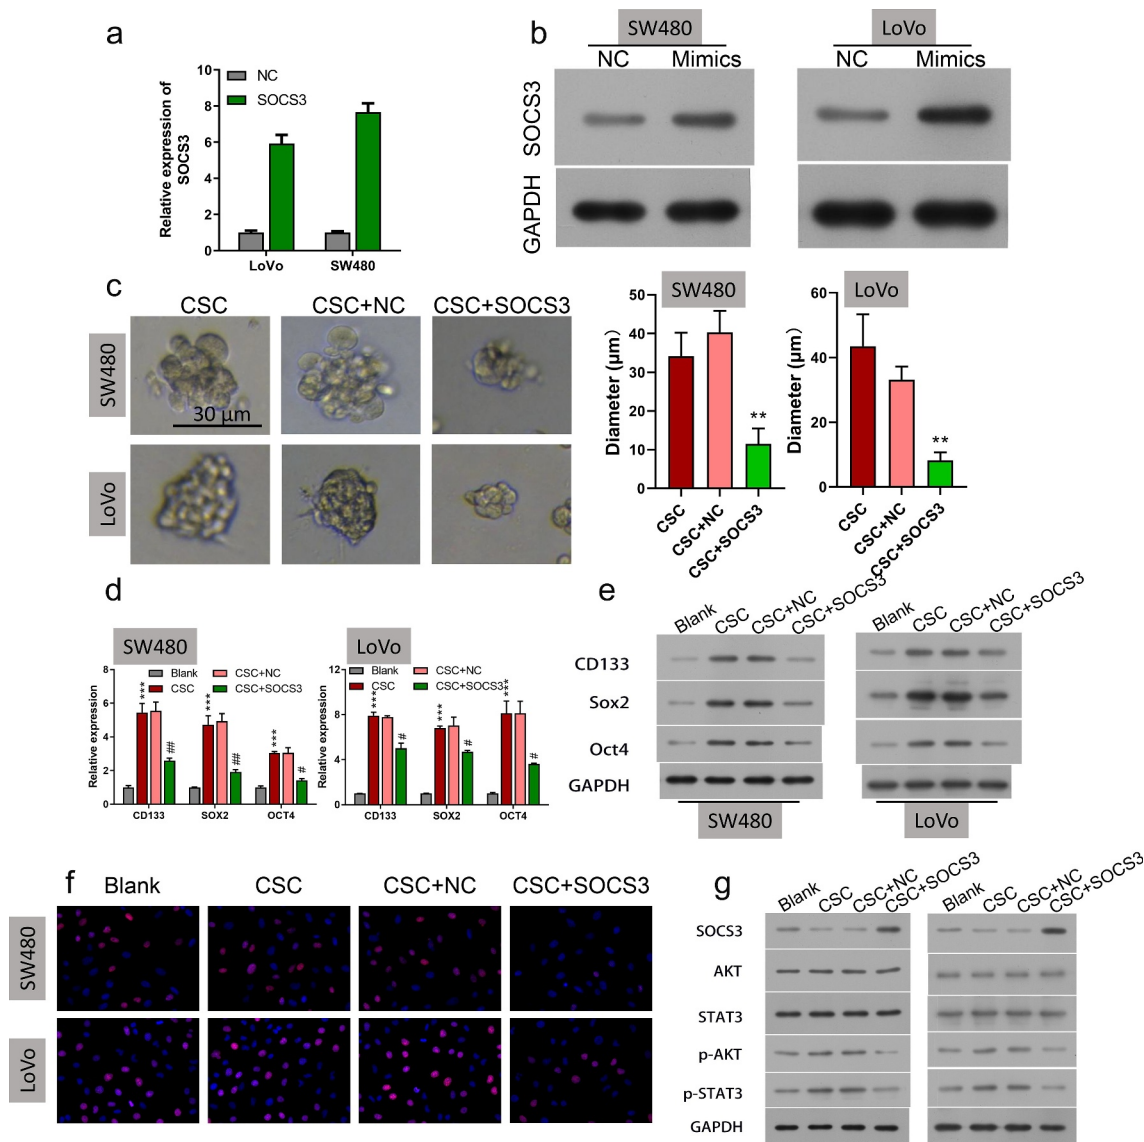 a
10
8
6
4
2
0
Relative expression of
SOCS3
NC
SOCS3
LoVo
SW480
b
SW480
LoVo
NC
Mimics
NC
Mimics
SOCS3
GAPDH
c
CSC
CSC+NC
CSC+SOCS3
SW480
30 μm
LoVo
SW480
50
40
30
20
10
0
Diameter (μm)
**
CSC
CSC+NC
CSC+SOCS3
LoVo
60
40
20
0
Diameter (μm)
**
CSC
CSC+NC
CSC+SOCS3
d
SW480
Blank
CSC+NC
CSC
CSC+SOCS3
8
6
4
2
0
Relative expression
***
##
***
##
***
#
CD133
SOX2
OCT4
LoVo
Blank
CSC+NC
CSC
CSC+SOCS3
12
8
4
0
Relative expression
***
#
***
#
***
#
CD133
SOX2
OCT4
e
Blank
CSC
CSC+NC
CSC+SOCS3
Blank
CSC
CSC+NC
CSC+SOCS3
CD133
Sox2
Oct4
GAPDH
SW480
LoVo
f
Blank
CSC
CSC+NC
CSC+SOCS3
SW480
LoVo
g
Blank
CSC
CSC+NC
CSC+SOCS3
Blank
CSC
CSC+NC
CSC+SOCS3
SOCS3
AKT
STAT3
p-AKT
p-STAT3
GAPDH